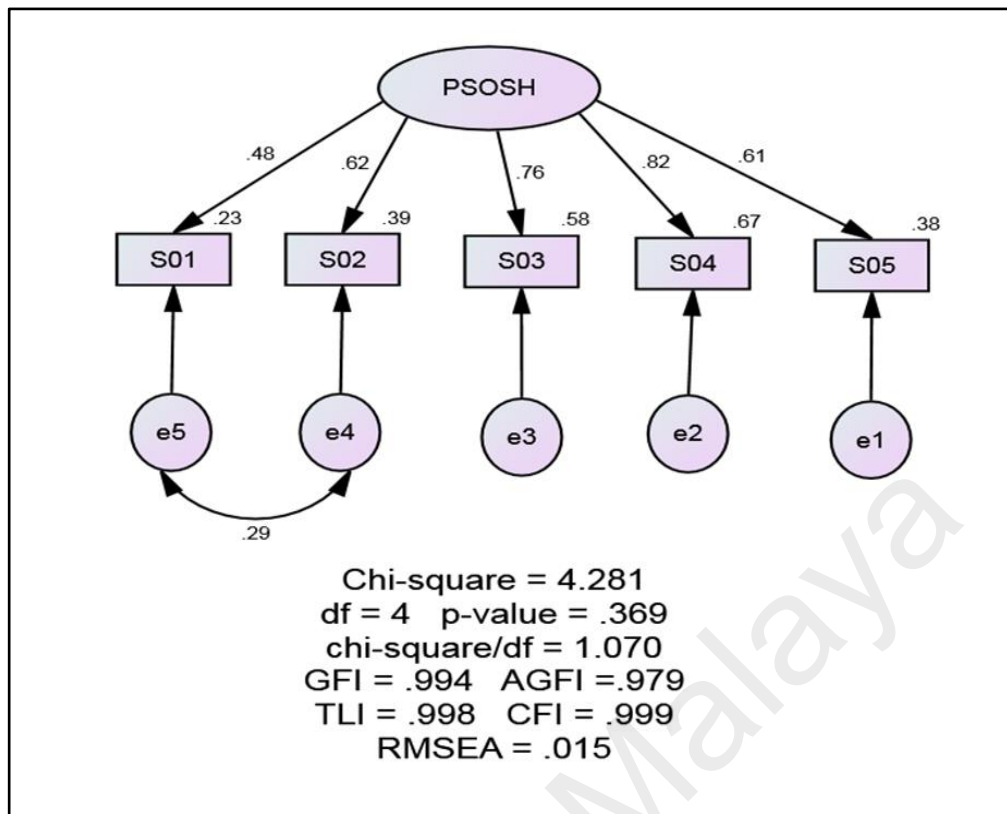 PSOSH
.48 .62 .76 .82 .61
.23 .39 .58 .67 .38
S01 S02 S03 S04 S05
e5 e4 e3 e2 e1
.29
Chi-square = 4.281
df = 4 p-value = .369
chi-square/df = 1.070
GFI = .994 AGFI =.979
TLI = .998 CFI = .999
RMSEA = .015
Malaya